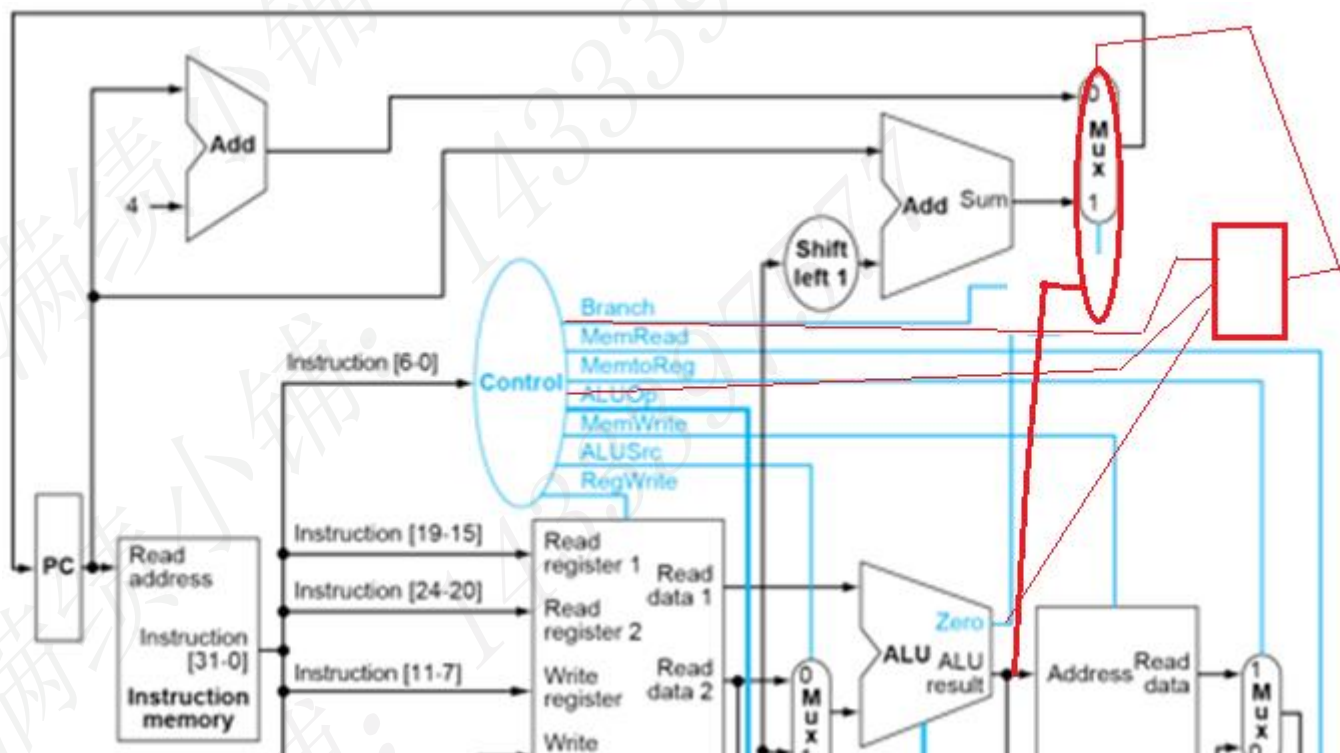 0
M
u
x
1
Add
4
Add Sum
Shift
left 1
Branch
MemRead
MemtoReg
ALUOp
MemWrite
ALUSrc
RegWrite
Control
Instruction [6-0]
PC
Read
address
Instruction
[31-0]
Instruction
memory
Instruction [19-15]
Instruction [24-20]
Instruction [11-7]
Read
register 1
Read
register 2
Write
register
Write
Read
data 1
Read
data 2
0
M
u
x
Zero
ALU
ALU
result
Address
Read
data
1
M
u
x